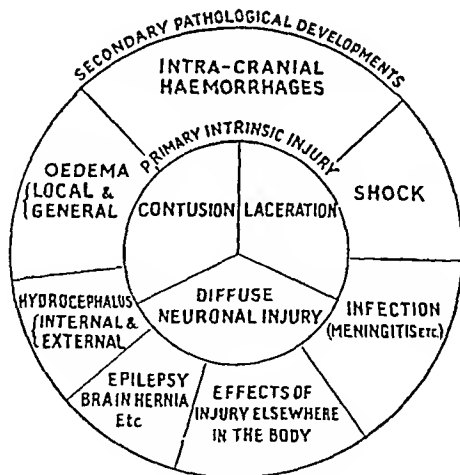 SECONDARY PATHOLOGICAL DEVELOPMENTS
INTRA-CRANIAL
HAEMORRHAGES
PRIMARY INTRINSIC INJURY
OEDEMA
{LOCAL &
GENERAL
CONTUSION
LACERATION
SHOCK
DIFFUSE
NEURONAL INJURY
HYDROCEPHALUS
{INTERNAL &
EXTERNAL
INFECTION
(MENINGITIS ETC.)
EPILEPSY
BRAIN HERNIA
Etc
EFFECTS OF
INJURY ELSEWHERE
IN THE BODY